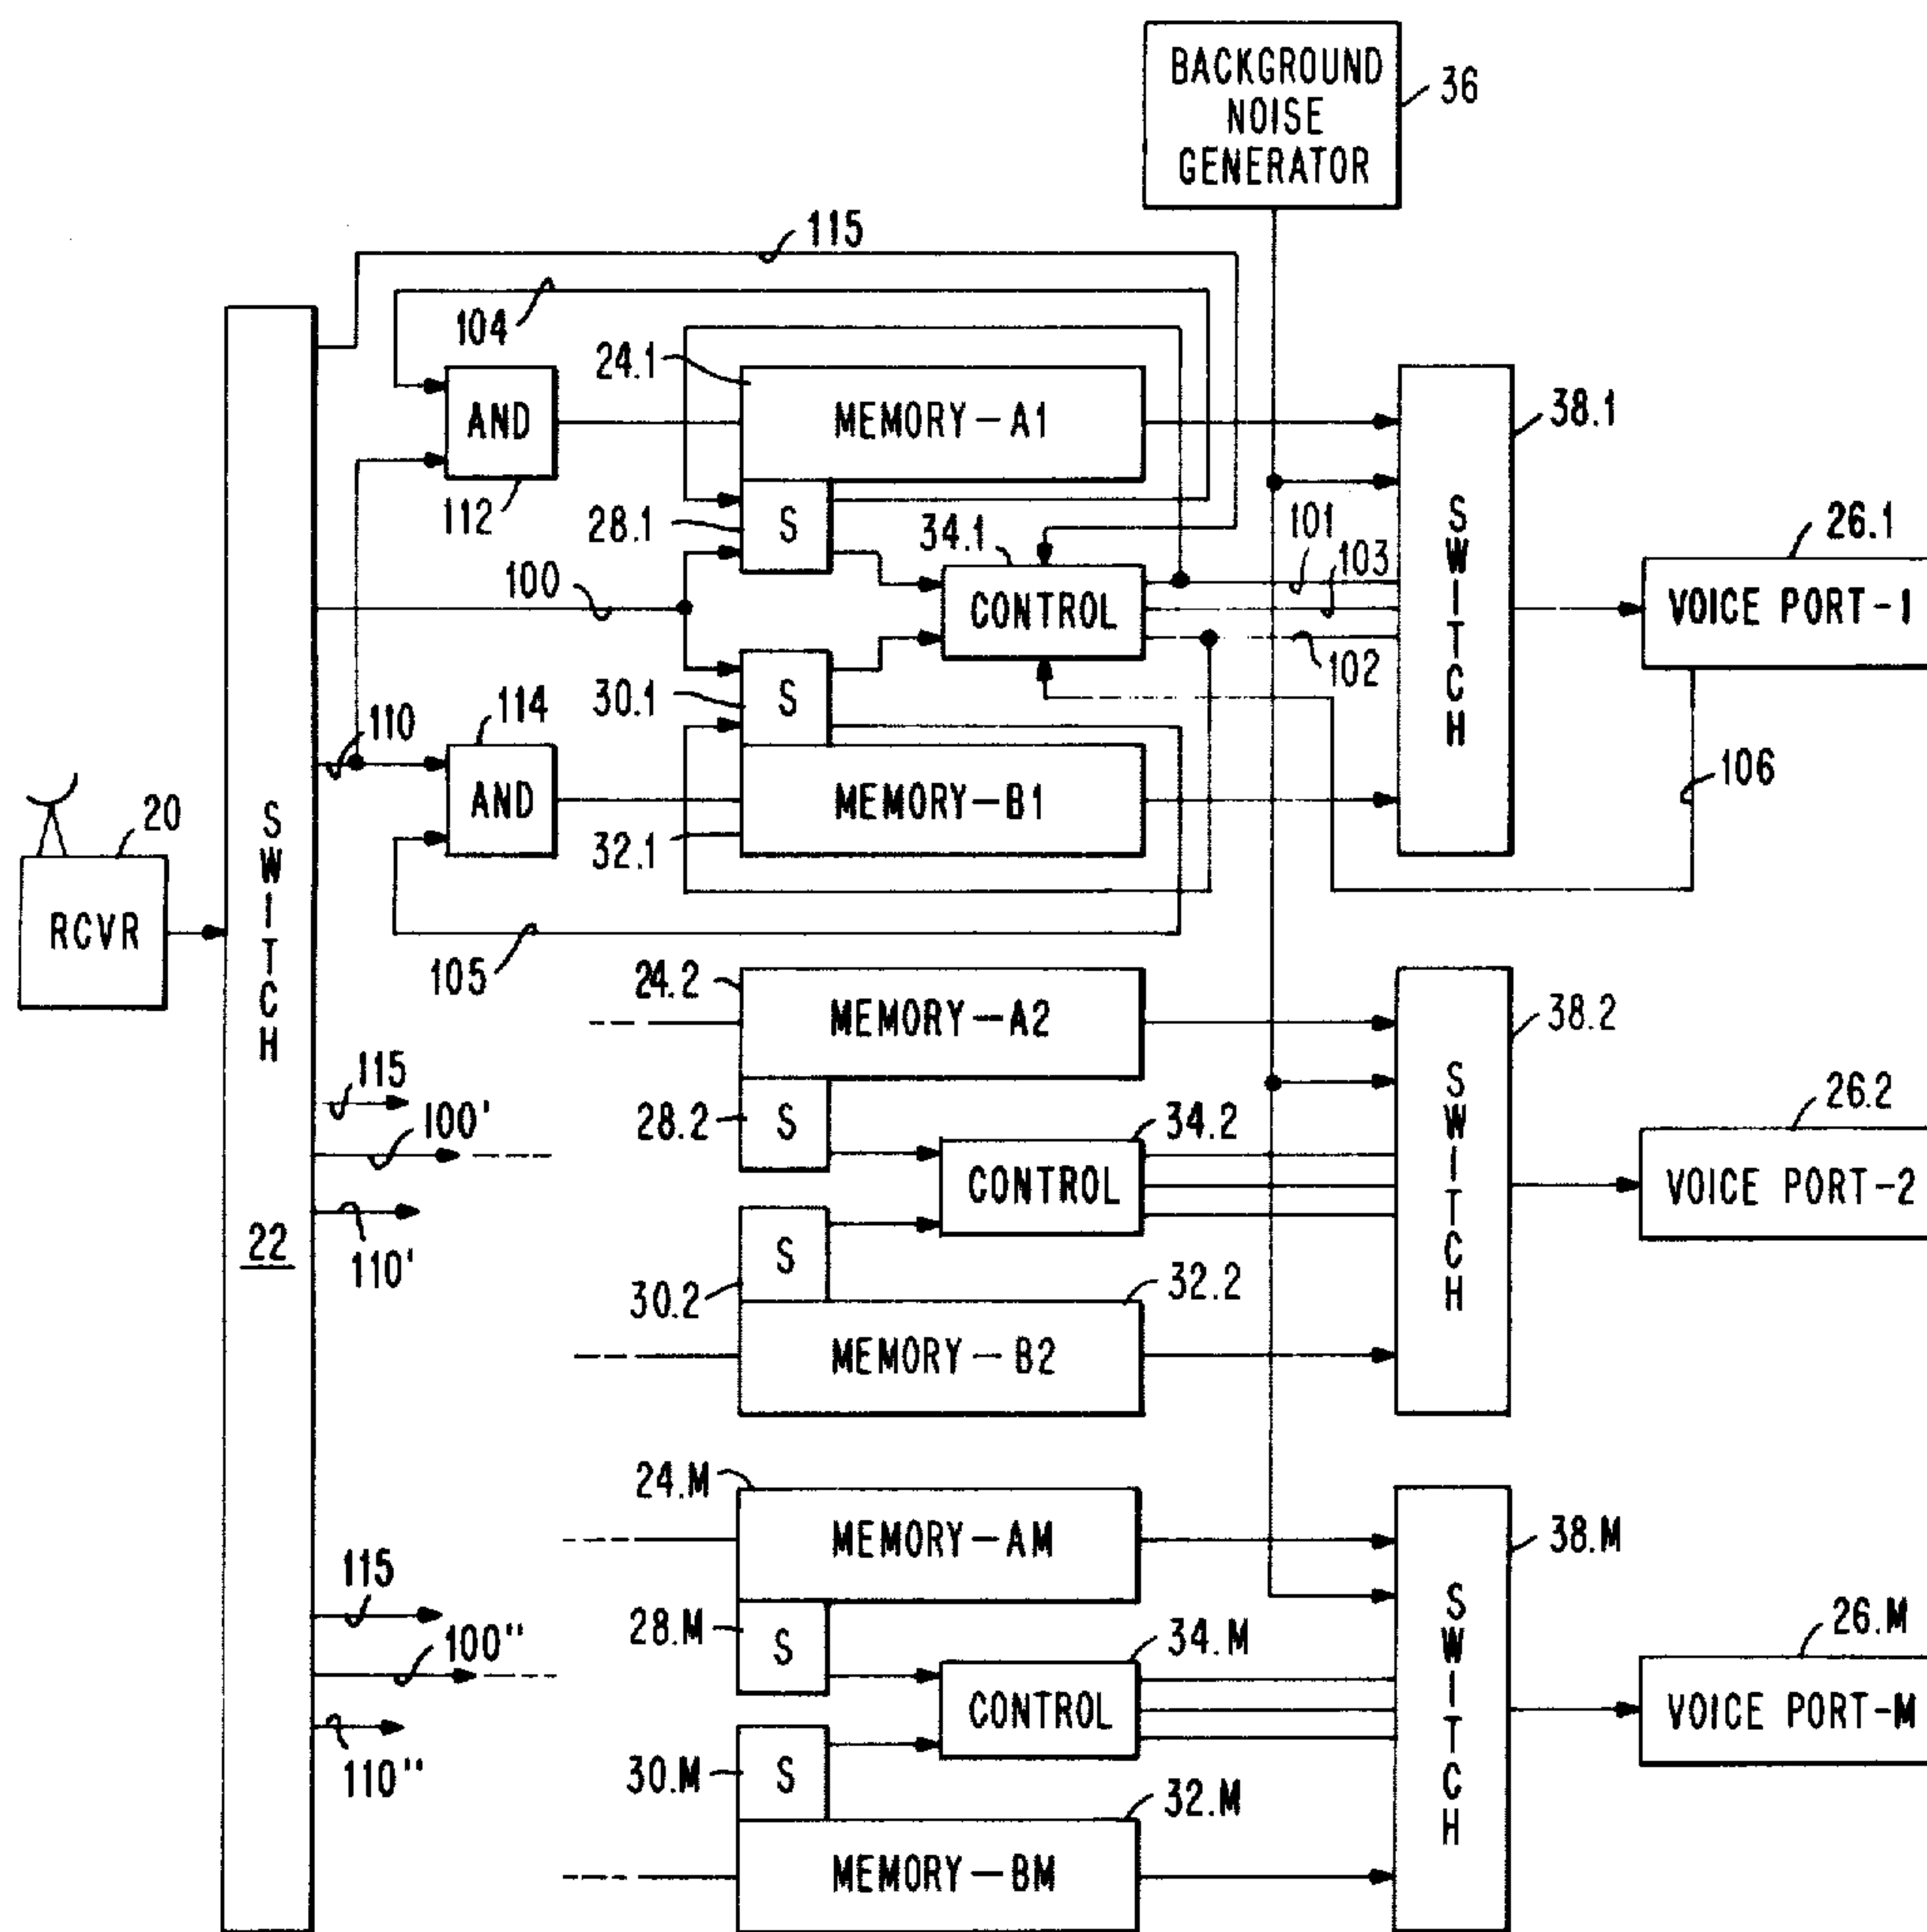 BACKGROUND
NOISE
GENERATOR
36
115
104
24.1
MEMORY-A1
38.1
AND
112
28.1
S
34.1
101
103
26.1
SWITCH
100
CONTROL
VOICE PORT-1
102
30.1
S
110
114
106
AND
MEMORY-B1
32.1
20
RCVR
SWITCH
22
105
24.2
MEMORY-A2
38.2
115
28.2
S
34.2
26.2
SWITCH
100'
CONTROL
VOICE PORT-2
110'
S
30.2
32.2
MEMORY-B2
24.M
MEMORY-AM
38.M
115
28.M
S
34.M
26.M
SWITCH
100"
CONTROL
VOICE PORT-M
110"
30.M
S
32.M
MEMORY-BM